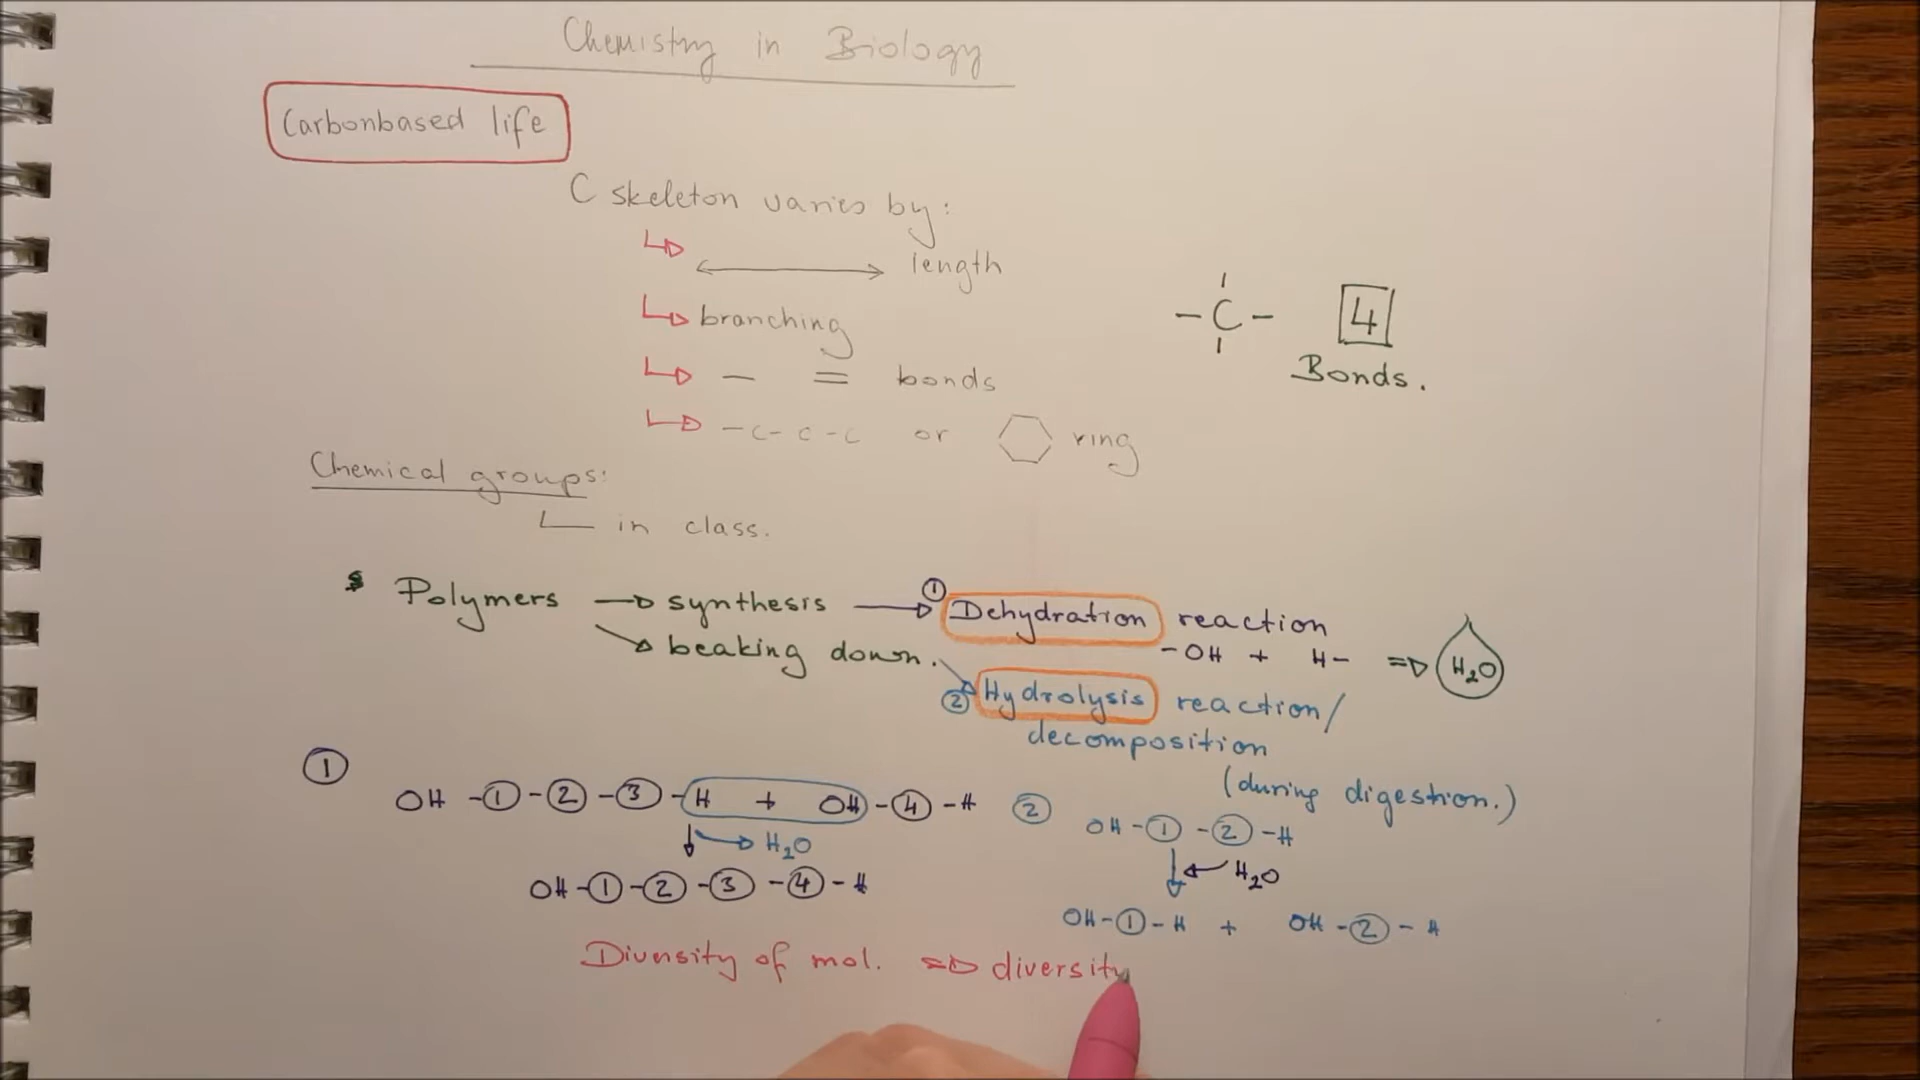 Chemistry in Biology
Carbonbased life
C skeleton varies by:
length
branching
— = bonds
-C-C-C or ring
-C- 4
Bonds.
Chemical groups:
in class.
Polymers synthesis ① Dehydration reaction
-OH + H- ⇒ H₂O
beaking down.
② Hydrolysis reaction/
decomposition
(during digestion.)
①
OH -①-②-③-H + OH-④-H
H₂O
OH-①-②-③-④-H
②
OH-①-②-H
H₂O
OH-①-H + OH-②-H
Diversity of mol. ⇒ diversity